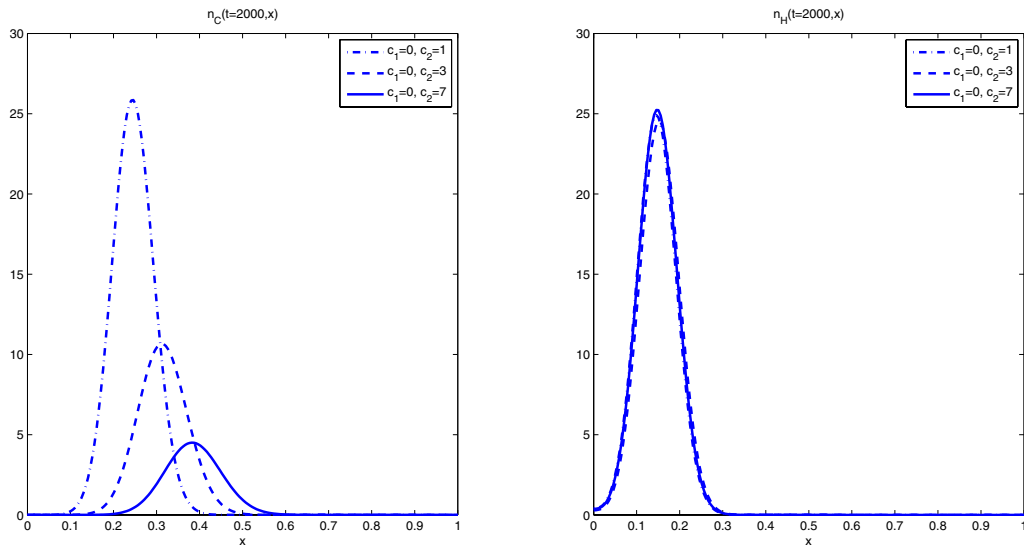 n_C(t=2000,x)
30
25
20
15
10
5
0
0 0.1 0.2 0.3 0.4 0.5 0.6 0.7 0.8 0.9 1
x
c_1=0, c_2=1
c_1=0, c_2=3
c_1=0, c_2=7
n_H(t=2000,x)
30
25
20
15
10
5
0
0 0.1 0.2 0.3 0.4 0.5 0.6 0.7 0.8 0.9 1
x
c_1=0, c_2=1
c_1=0, c_2=3
c_1=0, c_2=7